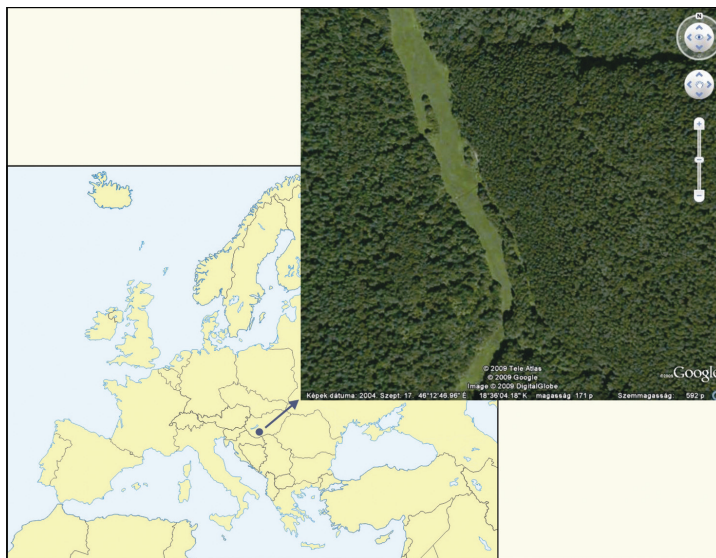 N
© 2009 Tele Atlas
© 2009 Google
Image © 2009 DigitalGlobe
©2009 Google
Képek dátuma: 2004. Szept. 17. 46°12'46.96" É 18°36'04.18" K magasság 171 p Szemmagasság 592 p